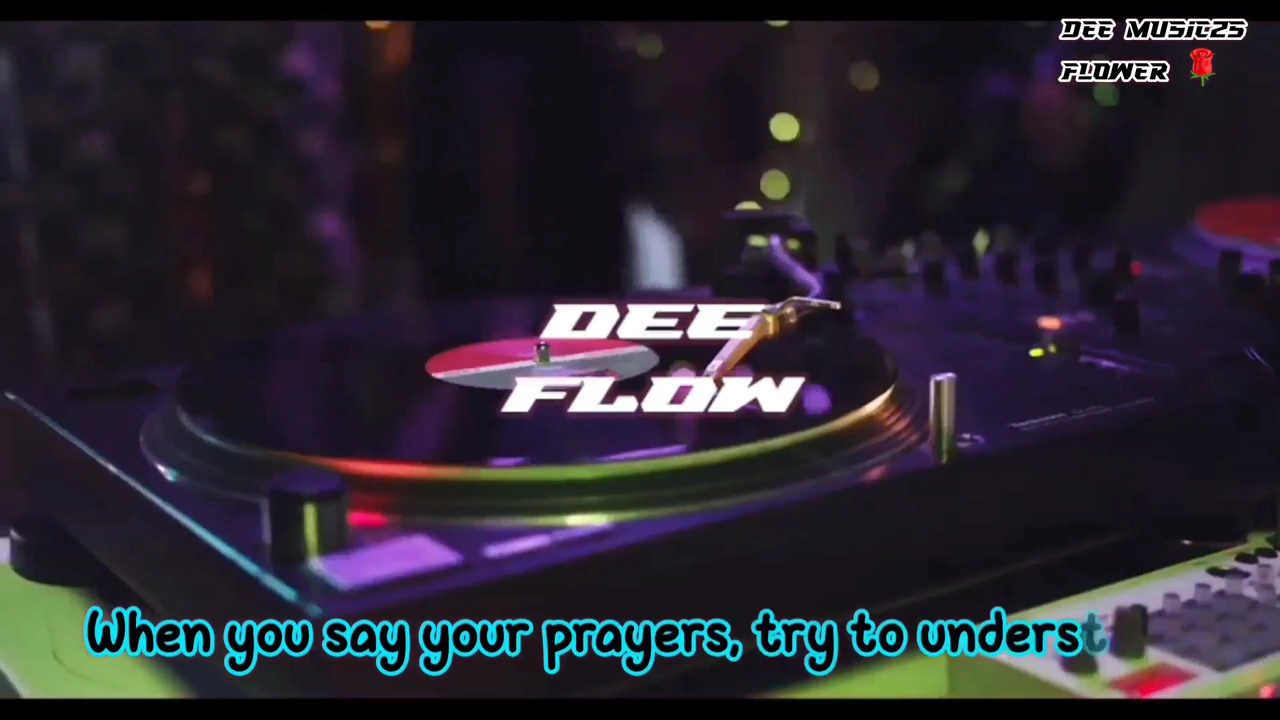 DEE MUSIC25
FLOWER
DEE
FLOW
When you say your prayers, try to underst